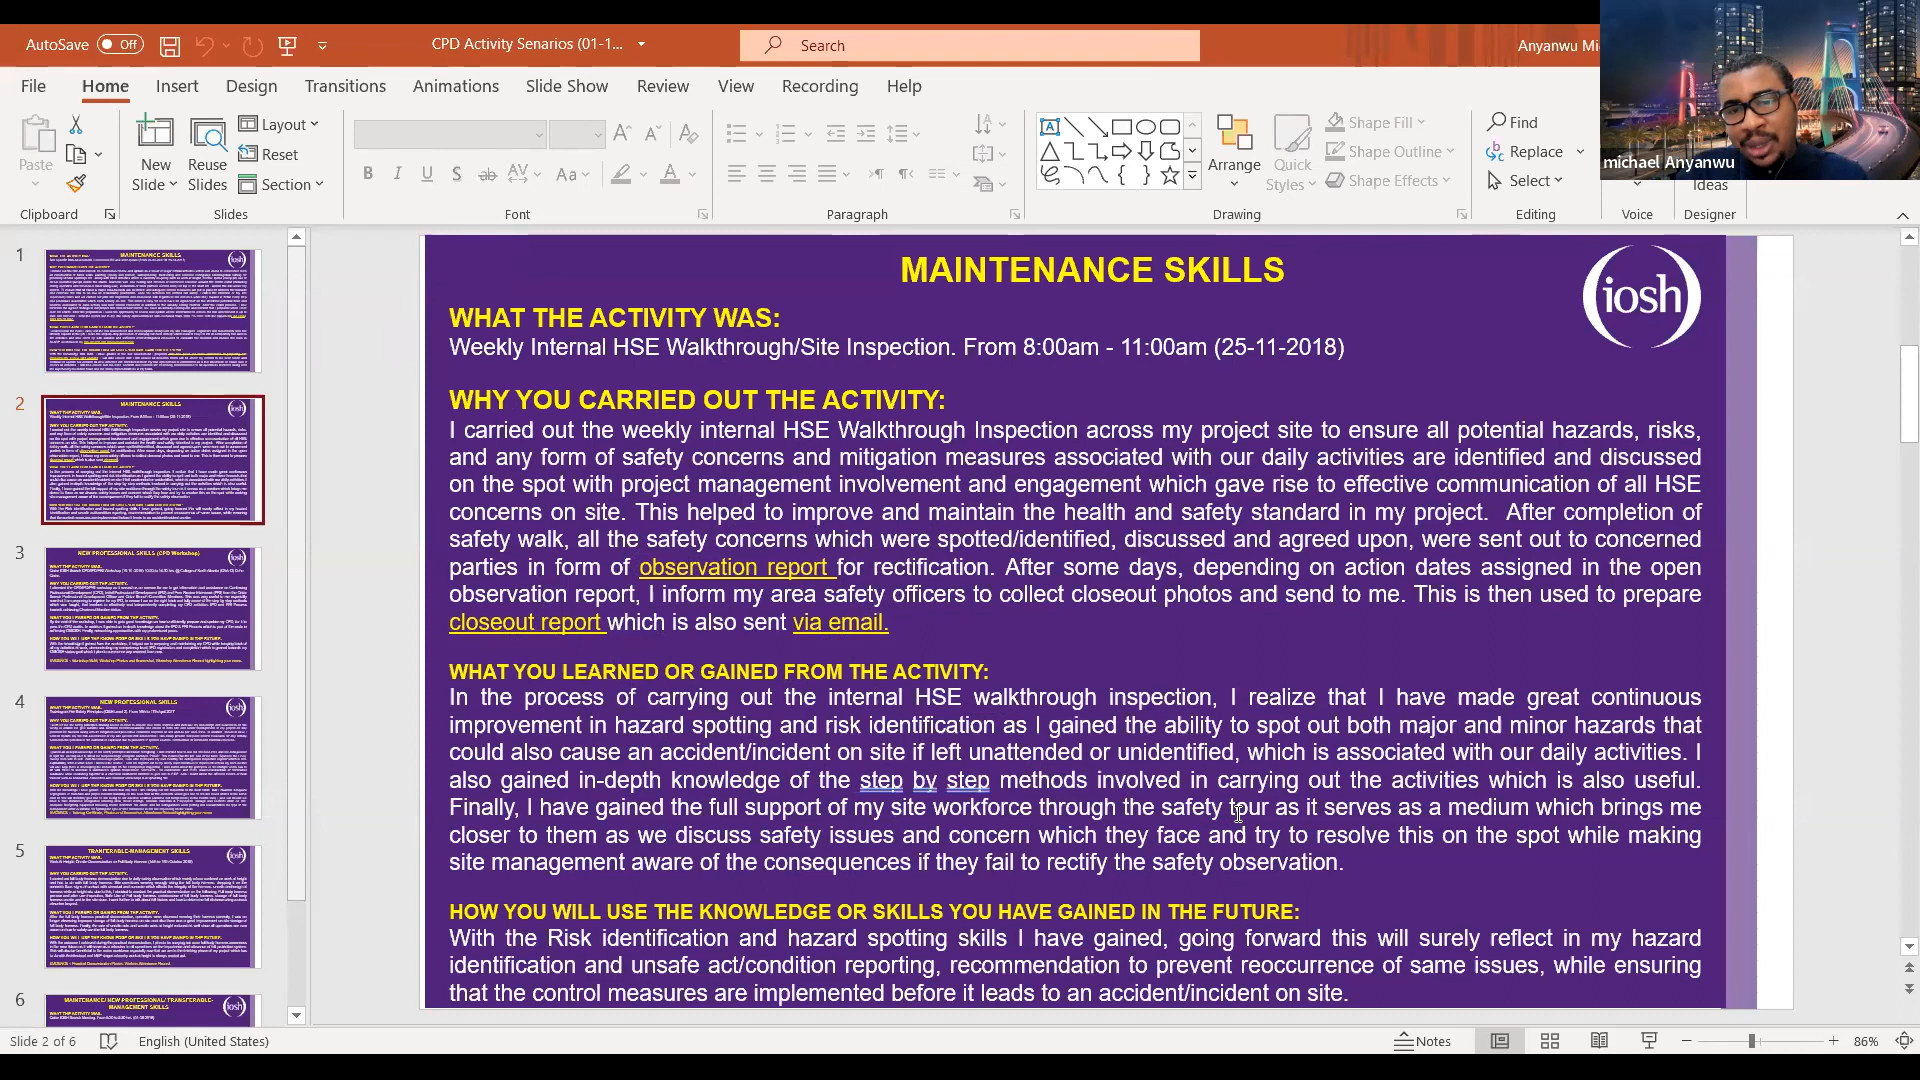 AutoSave Off CPD Activity Senarios (01-1... Search Anyanwu Mi
File Home Insert Design Transitions Animations Slide Show Review View Recording Help
Paste New Slide Reuse Slides Layout Reset Section
B I U S ab AV Aa A
Arrange Quick Styles Shape Fill Shape Outline Shape Effects
Find Replace Select
michael Anyanwu
Ideas
Clipboard Slides Font Paragraph Drawing Editing Voice Designer
1
2
3
4
5
6
MAINTENANCE SKILLS
iosh
WHAT THE ACTIVITY WAS:
Weekly Internal HSE Walkthrough/Site Inspection. From 8:00am - 11:00am (25-11-2018)
WHY YOU CARRIED OUT THE ACTIVITY:
I carried out the weekly internal HSE Walkthrough Inspection across my project site to ensure all potential hazards, risks,
and any form of safety concerns and mitigation measures associated with our daily activities are identified and discussed
on the spot with project management involvement and engagement which gave rise to effective communication of all HSE
concerns on site. This helped to improve and maintain the health and safety standard in my project. After completion of
safety walk, all the safety concerns which were spotted/identified, discussed and agreed upon, were sent out to concerned
parties in form of observation report for rectification. After some days, depending on action dates assigned in the open
observation report, I inform my area safety officers to collect closeout photos and send to me. This is then used to prepare
closeout report which is also sent via email.
WHAT YOU LEARNED OR GAINED FROM THE ACTIVITY:
In the process of carrying out the internal HSE walkthrough inspection, I realize that I have made great continuous
improvement in hazard spotting and risk identification as I gained the ability to spot out both major and minor hazards that
could also cause an accident/incident on site if left unattended or unidentified, which is associated with our daily activities. I
also gained in-depth knowledge of the step by step methods involved in carrying out the activities which is also useful.
Finally, I have gained the full support of my site workforce through the safety tour as it serves as a medium which brings me
closer to them as we discuss safety issues and concern which they face and try to resolve this on the spot while making
site management aware of the consequences if they fail to rectify the safety observation.
HOW YOU WILL USE THE KNOWLEDGE OR SKILLS YOU HAVE GAINED IN THE FUTURE:
With the Risk identification and hazard spotting skills I have gained, going forward this will surely reflect in my hazard
identification and unsafe act/condition reporting, recommendation to prevent reoccurrence of same issues, while ensuring
that the control measures are implemented before it leads to an accident/incident on site.
Slide 2 of 6 English (United States) Notes 86%